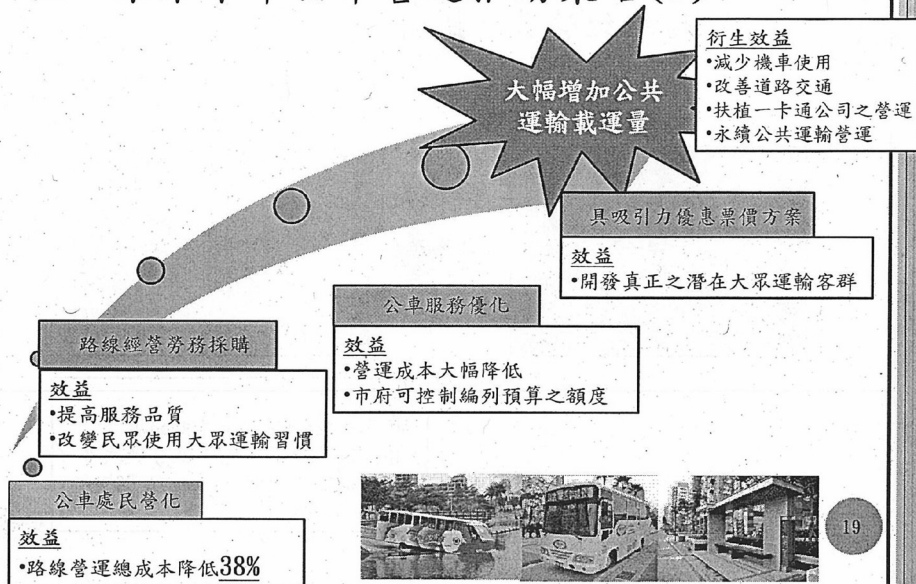 大幅增加公共
運輸載運量
衍生效益
•減少機車使用
•改善道路交通
•扶植一卡通公司之營運
•永續公共運輸營運
具吸引力優惠票價方案
效益
•開發真正之潛在大眾運輸客群
公車服務優化
效益
•營運成本大幅降低
•市府可控制編列預算之額度
路線經營勞務採購
效益
•提高服務品質
•改變民眾使用大眾運輸習慣
公車處民營化
效益
•路線營運總成本降低38%
19